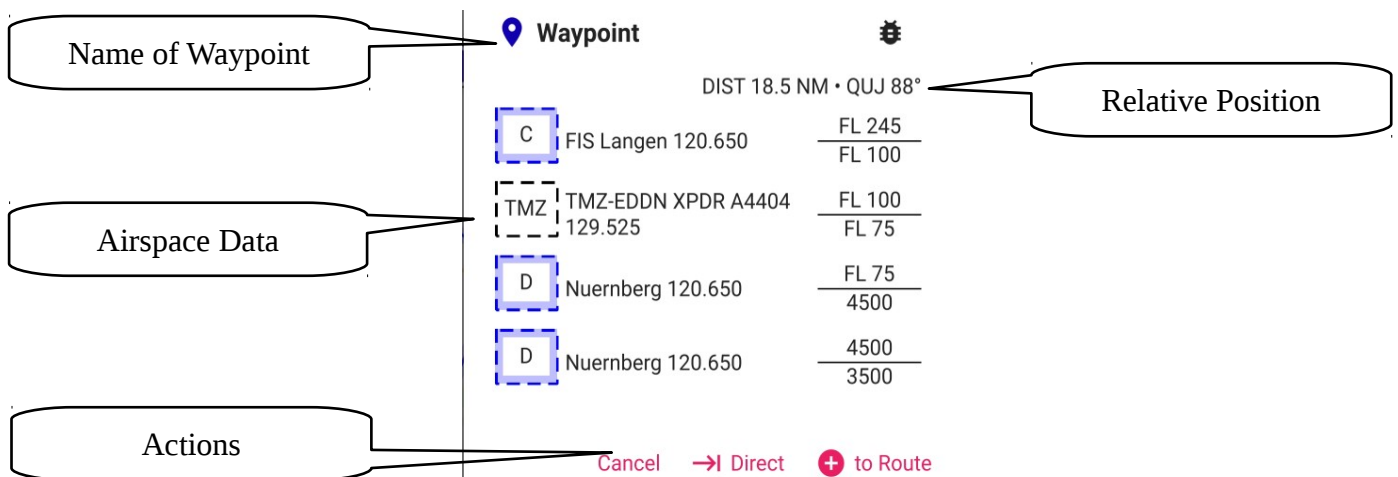 Name of Waypoint
Waypoint
DIST 18.5 NM • QUJ 88°
Relative Position
C
FIS Langen 120.650
FL 245
FL 100
Airspace Data
TMZ
TMZ-EDDN XPDR A4404
129.525
FL 100
FL 75
D
Nuernberg 120.650
FL 75
4500
D
Nuernberg 120.650
4500
3500
Actions
Cancel
Direct
to Route